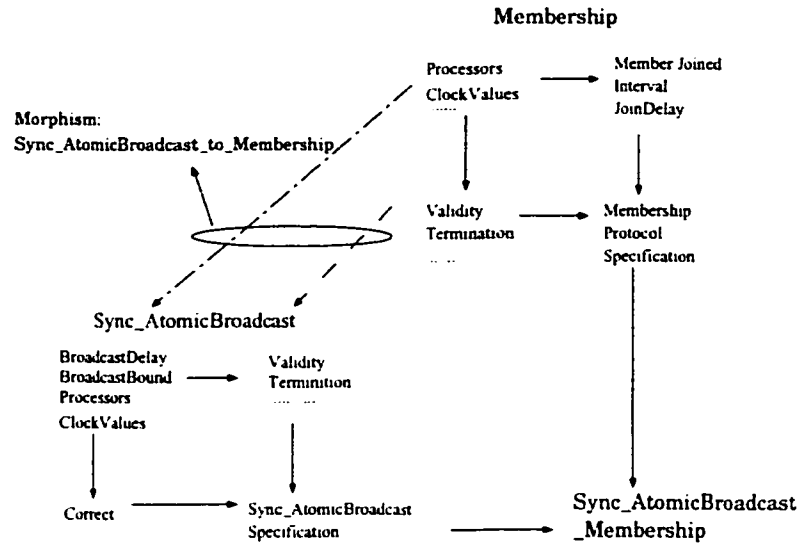 Membership
Processors
ClockValues
......
Member Joined
Interval
JoinDelay
Morphism:
Sync_AtomicBroadcast_to_Membership
Validity
Termination
.. ..
Membership
Protocol
Specification
Sync_AtomicBroadcast
BroadcastDelay
BroadcastBound
Processors
ClockValues
Validity
Terminition
.... ...
Correct
Sync_AtomicBroadcast
Specification
Sync_AtomicBroadcast
_Membership